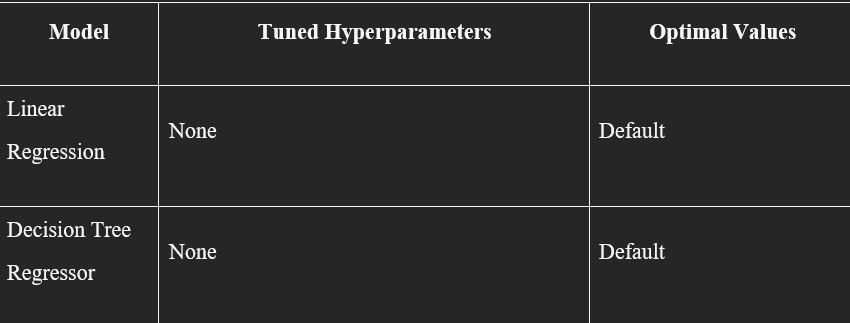 Model
Tuned Hyperparameters
Optimal Values
Linear
Regression
None
Default
Decision Tree
Regressor
None
Default